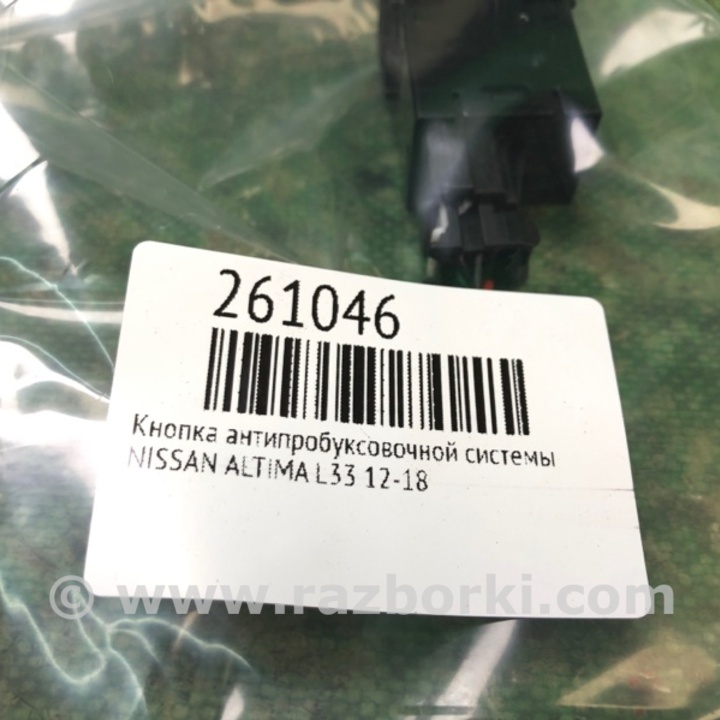 261046
Кнопка антипробуксовочной системы
NISSAN ALTIMA L33 12-18
© www.razborki.com